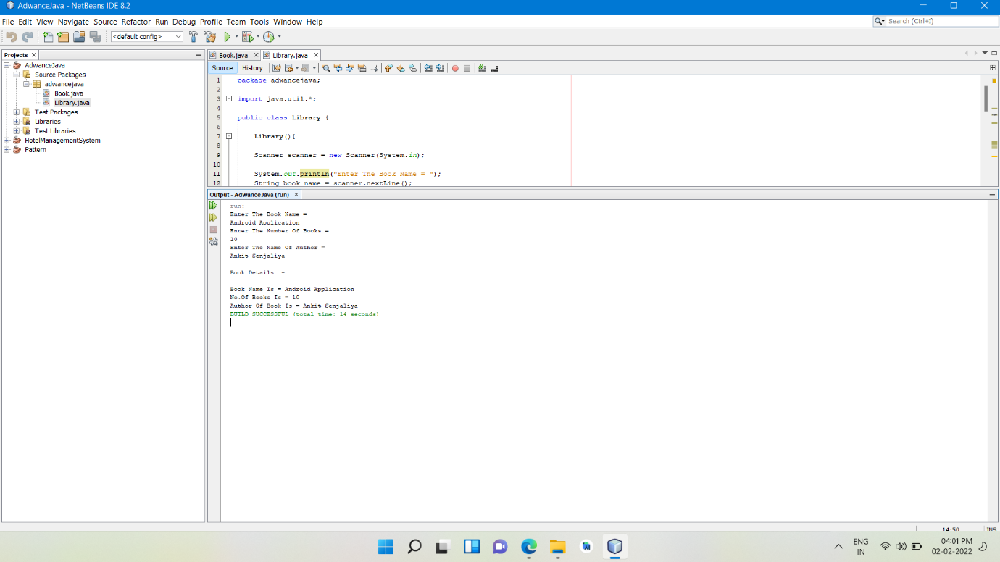 AdwanceJava - NetBeans IDE 8.2
File Edit View Navigate Source Refactor Run Debug Profile Team Tools Window Help
Search (Ctrl+I)
<default config>
Projects
AdwanceJava
Source Packages
adwancejava
Book.java
Library.java
Test Packages
Libraries
Test Libraries
HotelManagementSystem
Pattern
Book.java Library.java
Source History
1 package adwancejava;
2
3 import java.util.*;
4
5 public class Library {
6
7 Library(){
8
9 Scanner scanner = new Scanner(System.in);
10
11 System.out.println("Enter The Book Name = ");
12 String book_name = scanner.nextLine();
Output - AdwanceJava (run)
run:
Enter The Book Name =
Android Application
Enter The Number Of Books =
10
Enter The Name Of Author =
Ankit Senjaliya
Book Details :-
Book Name Is = Android Application
No.Of Books Is = 10
Author Of Book Is = Ankit Senjaliya
BUILD SUCCESSFUL (total time: 14 seconds)
14:50 INS
ENG
IN
04:01 PM
02-02-2022